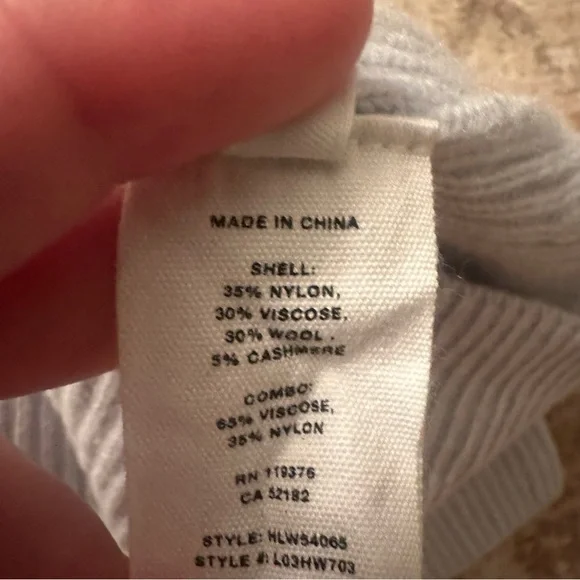 MADE IN CHINA
SHELL:
35% NYLON,
30% VISCOSE,
30% WOOL,
5% CASHMERE
COMBO:
65% VISCOSE,
35% NYLON
RN 119376
CA 52182
STYLE: HLW54065
STYLE #: L03HW703